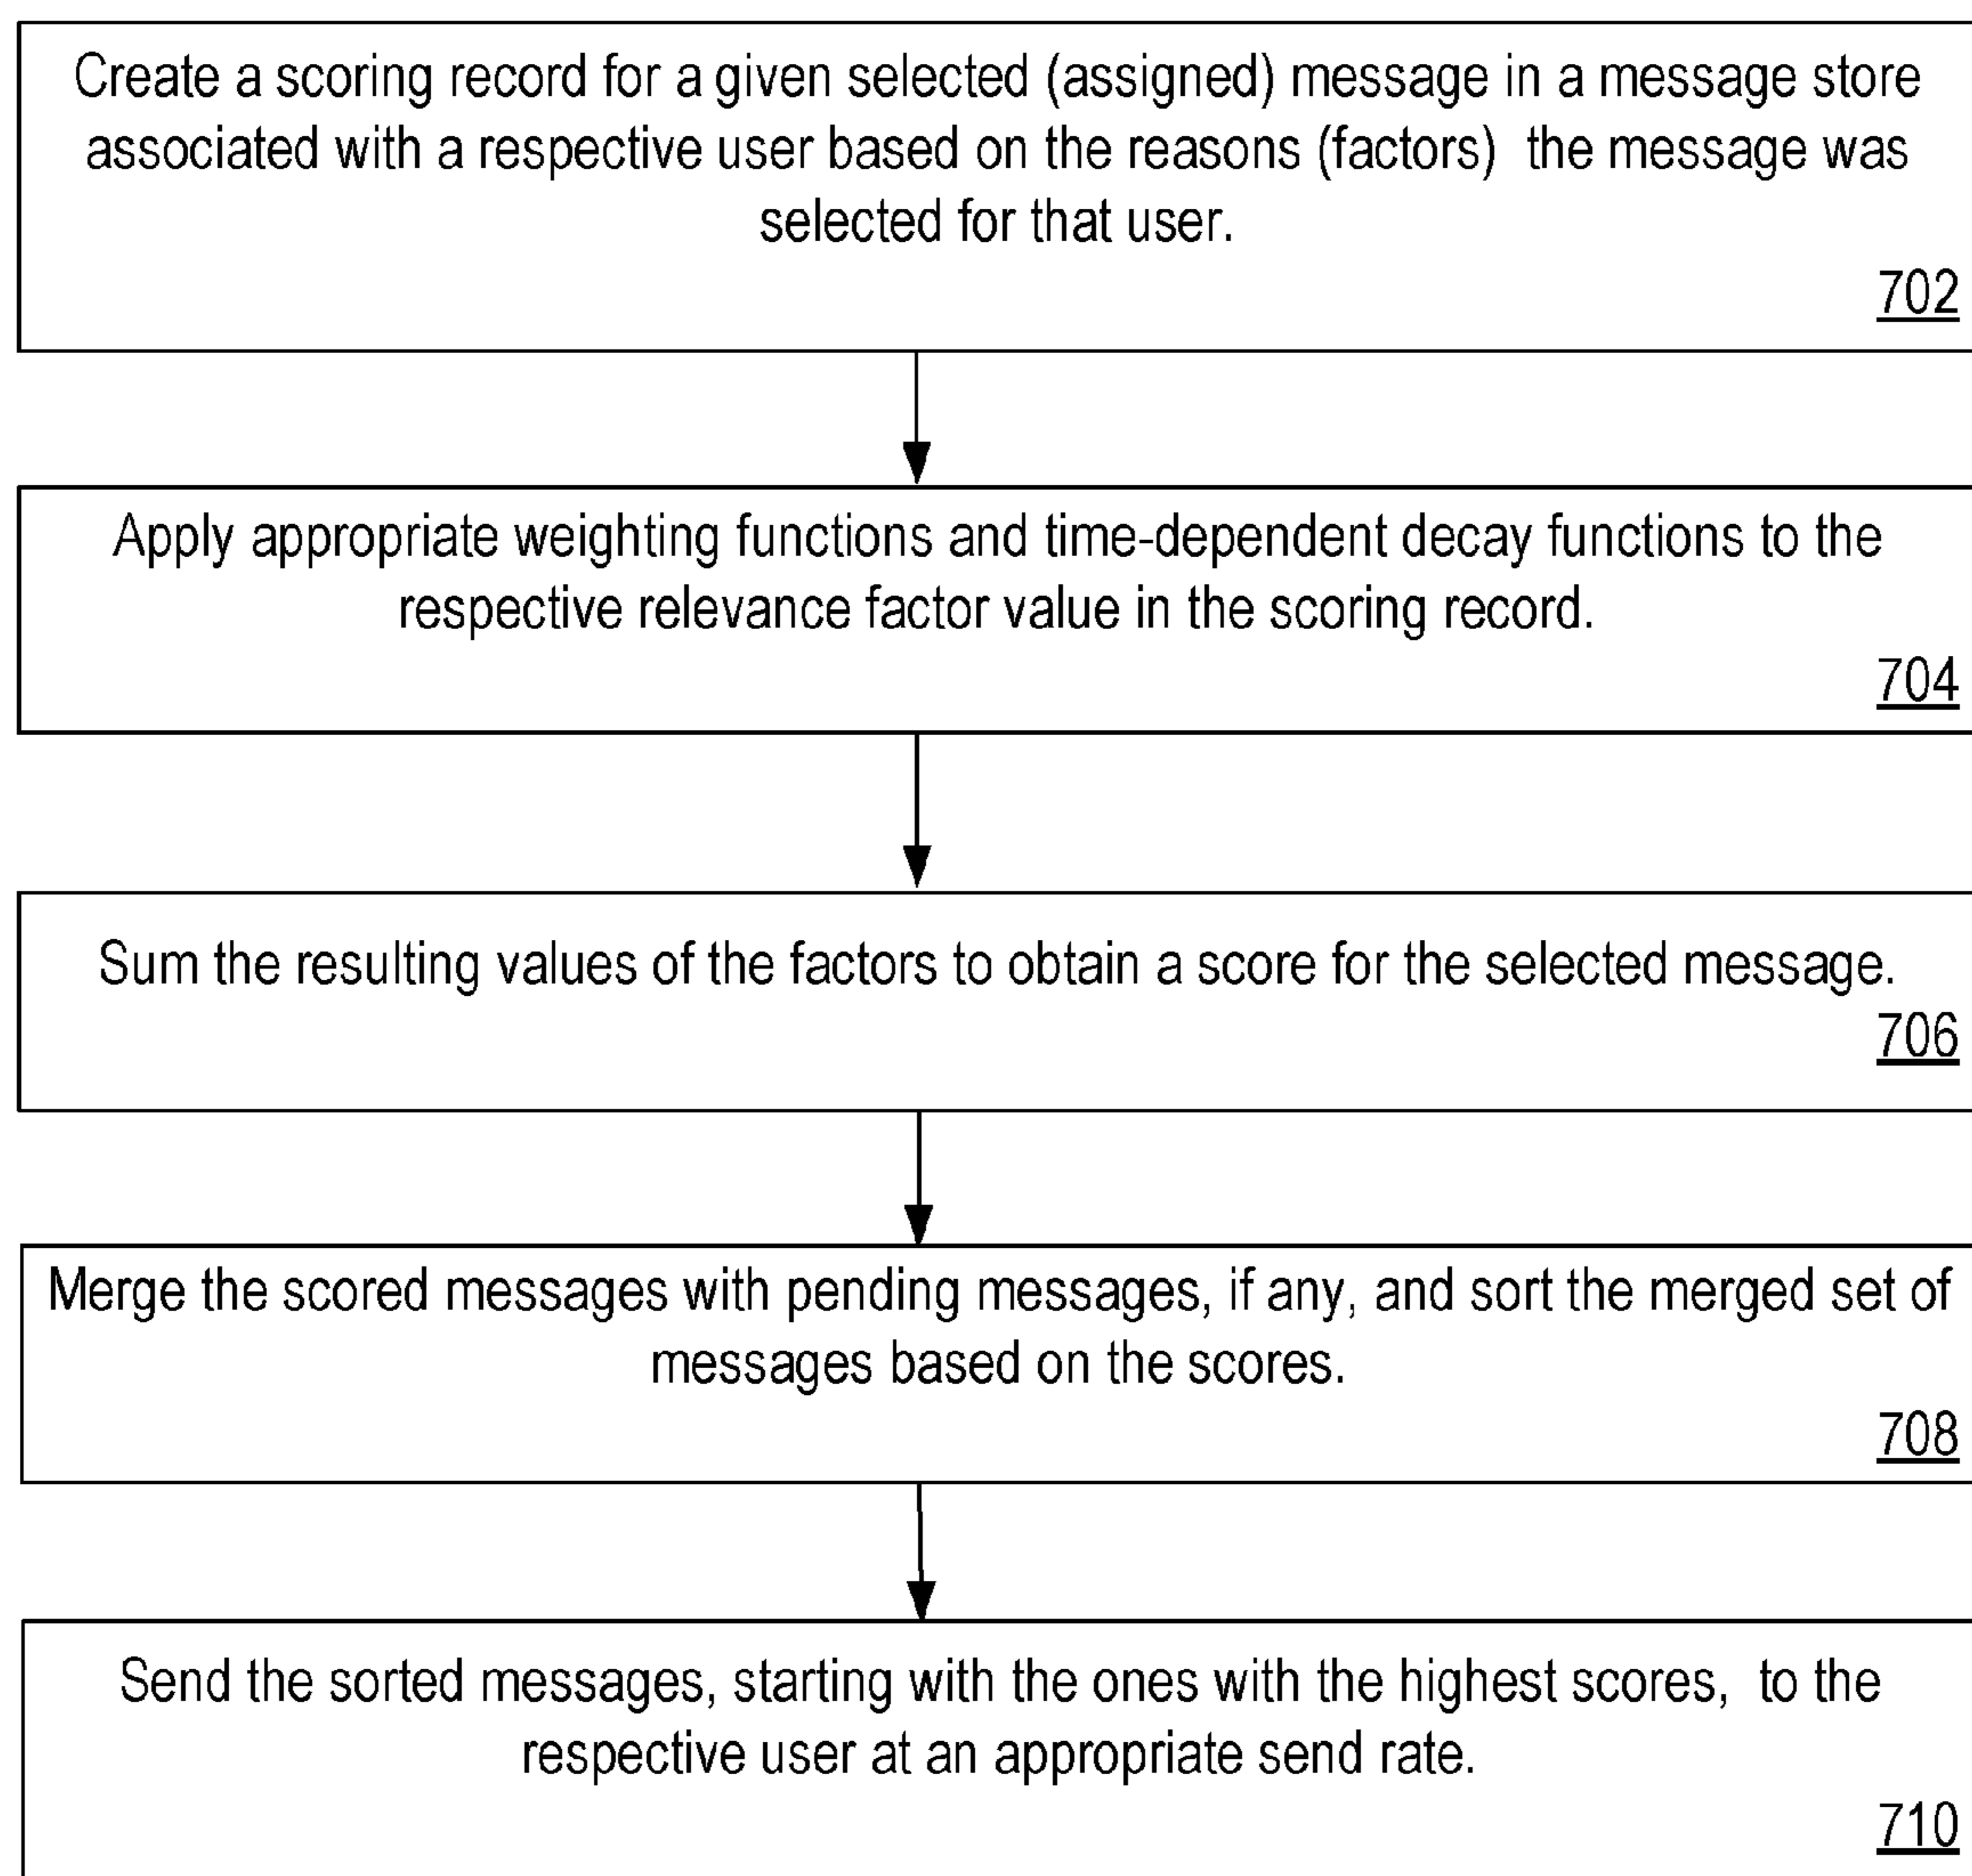 Create a scoring record for a given selected (assigned) message in a message store
associated with a respective user based on the reasons (factors) the message was
selected for that user.
702
Apply appropriate weighting functions and time-dependent decay functions to the
respective relevance factor value in the scoring record.
704
Sum the resulting values of the factors to obtain a score for the selected message.
706
Merge the scored messages with pending messages, if any, and sort the merged set of
messages based on the scores.
708
Send the sorted messages, starting with the ones with the highest scores, to the
respective user at an appropriate send rate.
710